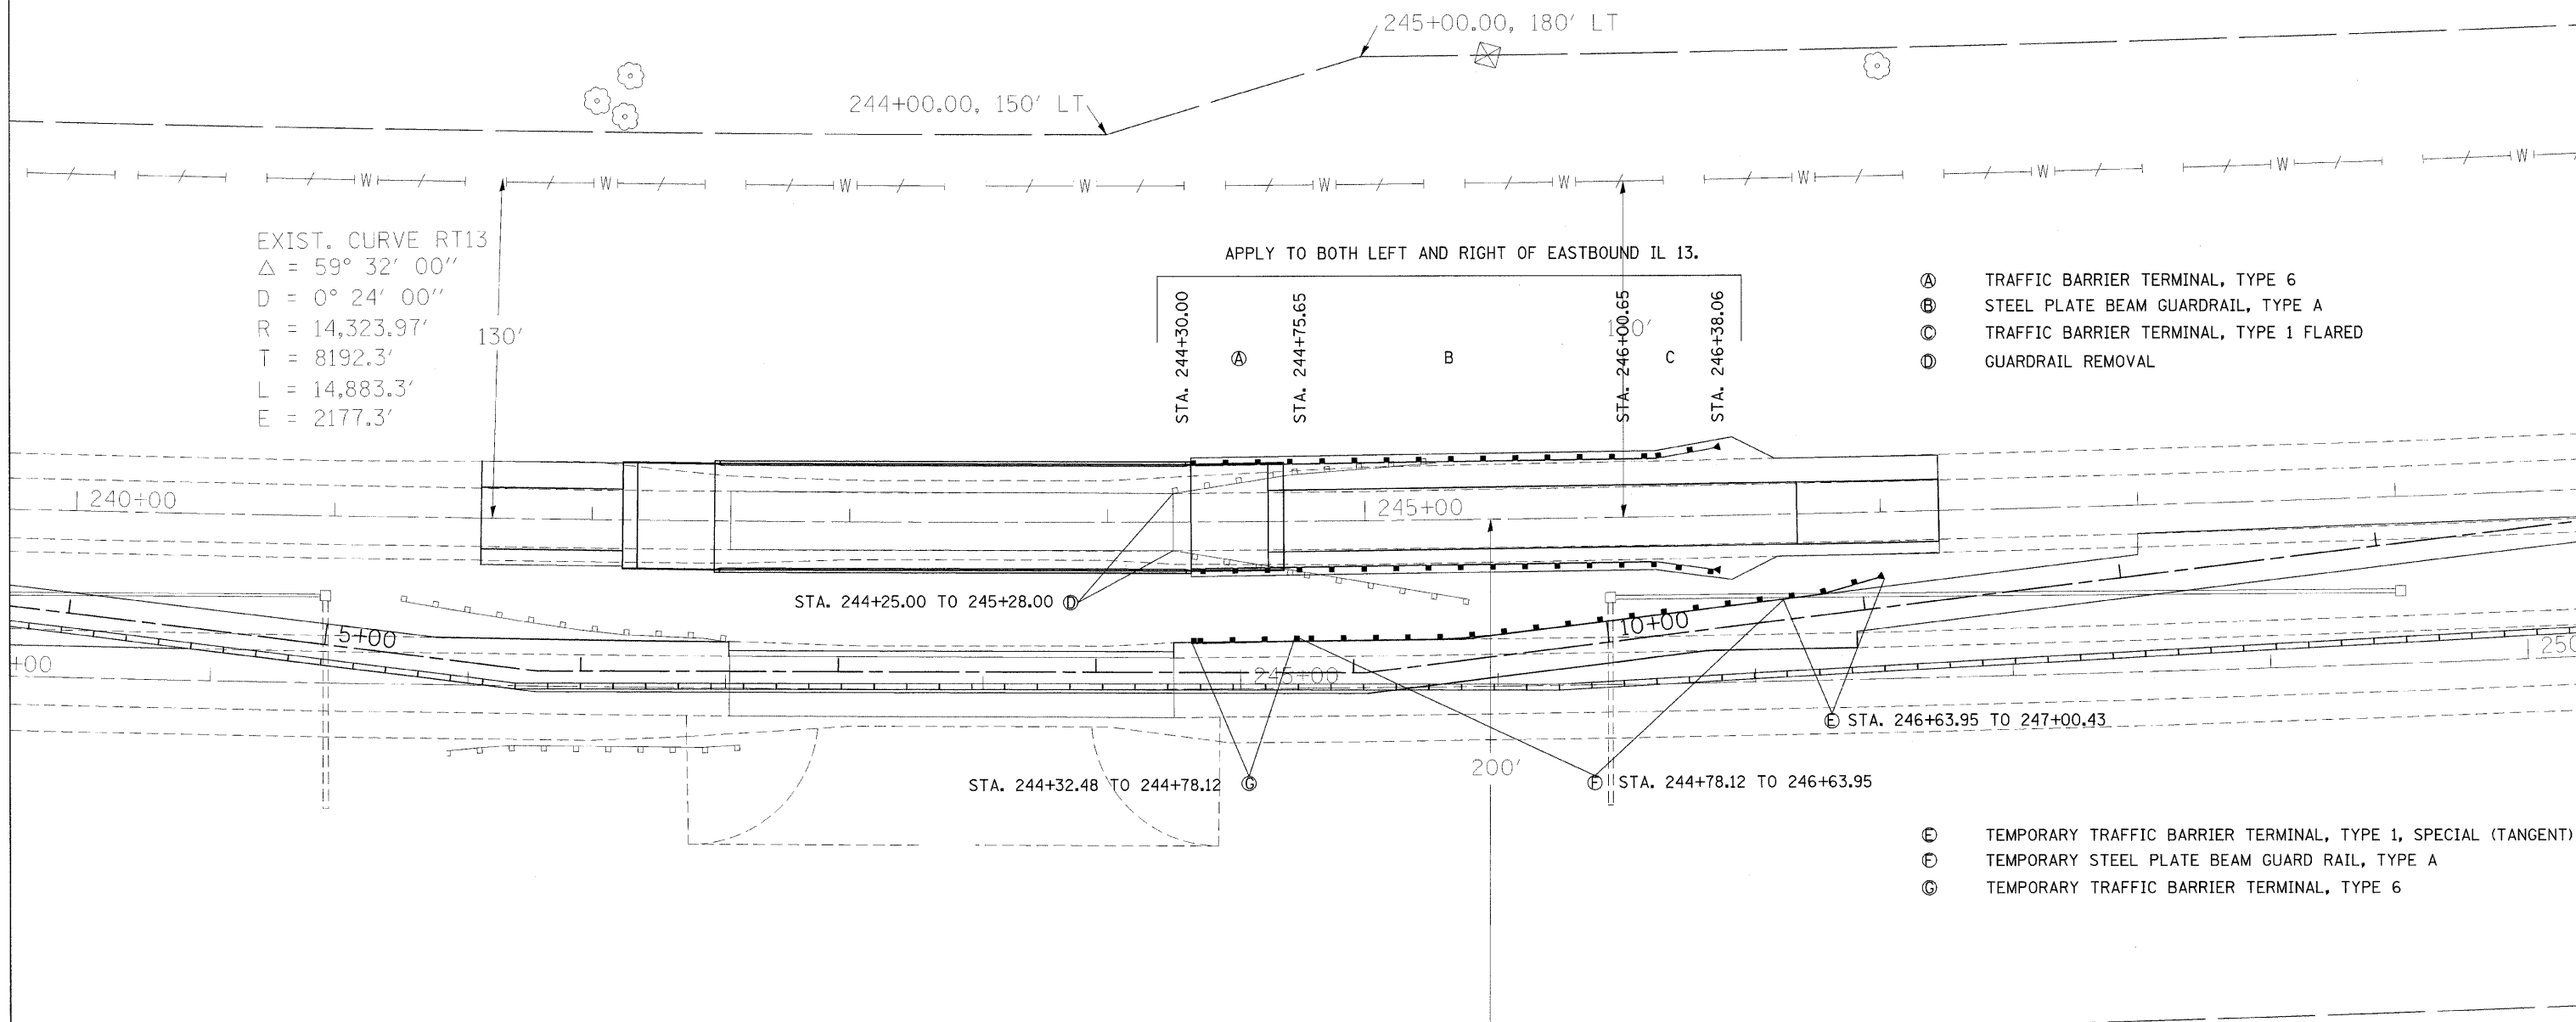 245+00.00, 180' LT
244+00.00, 150' LT
W W W W W W W W W W
EXIST. CURVE RT13
△ = 59° 32' 00''
D = 0° 24' 00''
R = 14,323.97'
T = 8192.3'
L = 14,883.3'
E = 2177.3'
130'
APPLY TO BOTH LEFT AND RIGHT OF EASTBOUND IL 13.
STA. 244+30.00
Ⓐ
STA. 244+75.65
B
STA. 246+00.65
C
STA. 246+38.06
Ⓐ TRAFFIC BARRIER TERMINAL, TYPE 6
Ⓑ STEEL PLATE BEAM GUARDRAIL, TYPE A
Ⓒ TRAFFIC BARRIER TERMINAL, TYPE 1 FLARED
Ⓓ GUARDRAIL REMOVAL
240+00
245+00
STA. 244+25.00 TO 245+28.00 Ⓓ
5+00
10+00
+00
245+00
250
Ⓔ STA. 246+63.95 TO 247+00.43
200'
STA. 244+32.48 TO 244+78.12 Ⓖ
Ⓕ STA. 244+78.12 TO 246+63.95
Ⓔ TEMPORARY TRAFFIC BARRIER TERMINAL, TYPE 1, SPECIAL (TANGENT)
Ⓕ TEMPORARY STEEL PLATE BEAM GUARD RAIL, TYPE A
Ⓖ TEMPORARY TRAFFIC BARRIER TERMINAL, TYPE 6